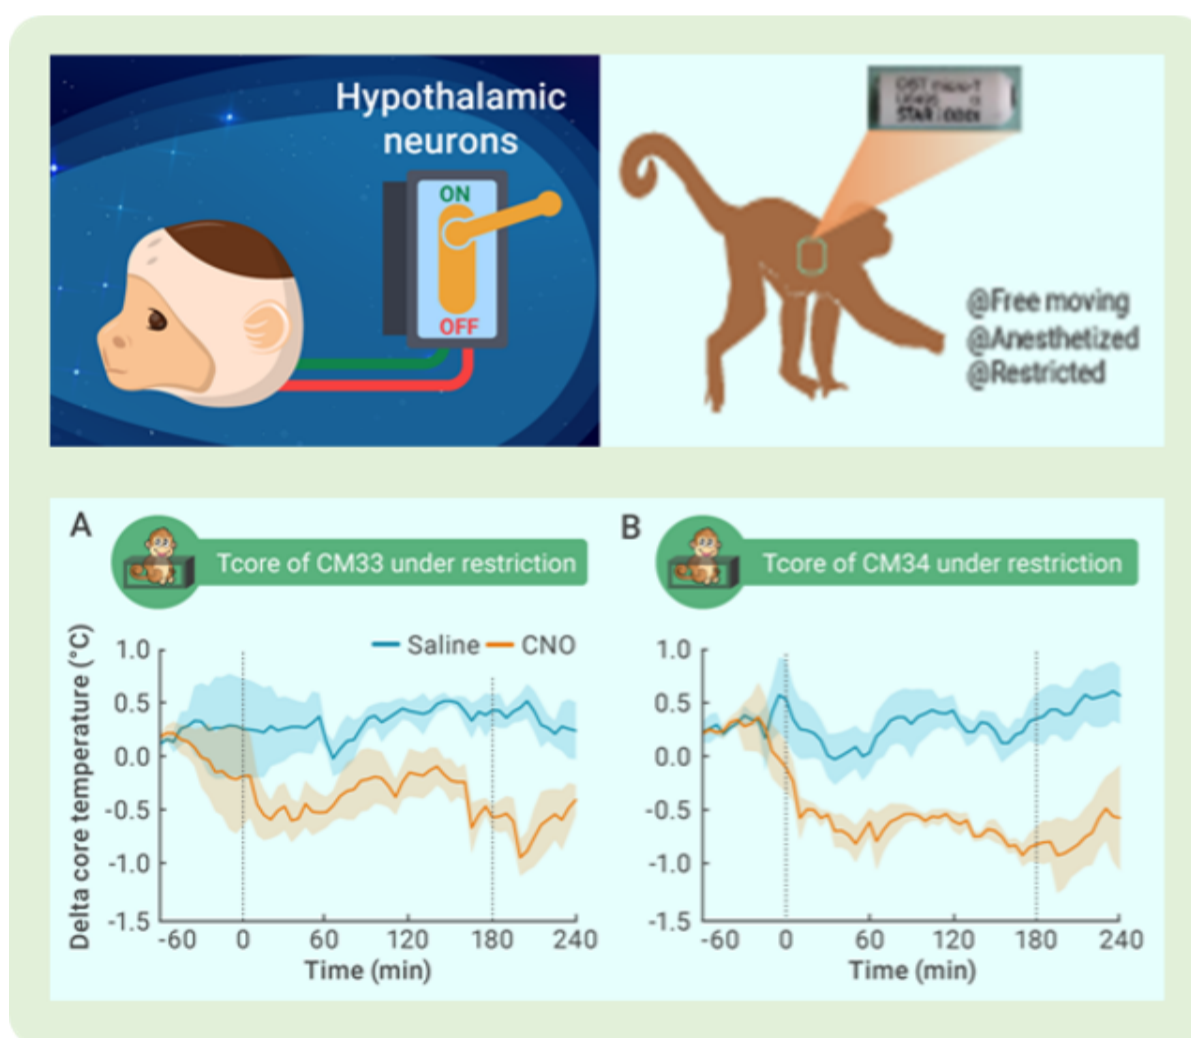 Hypothalamic
neurons
ON
OFF
STAR : 0001
@Free moving
@Anesthetized
@Restricted
A
Tcore of CM33 under restriction
B
Tcore of CM34 under restriction
Delta core temperature (°C)
Saline
CNO
1.0
0.5
0.0
-0.5
-1.0
-1.5
-60
0
60
120
180
240
Time (min)
1.0
0.5
0.0
-0.5
-1.0
-1.5
-60
0
60
120
180
240
Time (min)